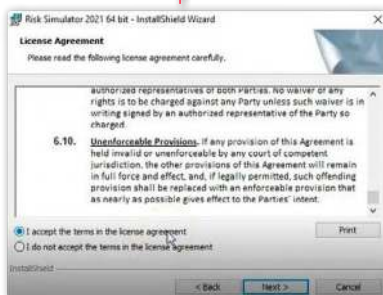 Risk Simulator 2021 64 bit - InstallShield Wizard
License Agreement
Please read the following license agreement carefully.
authorized representatives of both Parties. No waiver of any
rights is to be charged against any Party unless such waiver is in
writing signed by an authorized representative of the Party so
charged.
6.10. Unenforceable Provisions. If any provision of this Agreement is
held invalid or unenforceable by any court of competent
jurisdiction, the other provisions of this Agreement will remain
in full force and effect, and, if legally permitted, such offending
provision shall be replaced with an enforceable provision that
as nearly as possible gives effect to the Parties' intent.
I accept the terms in the license agreement
Print
I do not accept the terms in the license agreement
InstallShield
< Back
Next >
Cancel